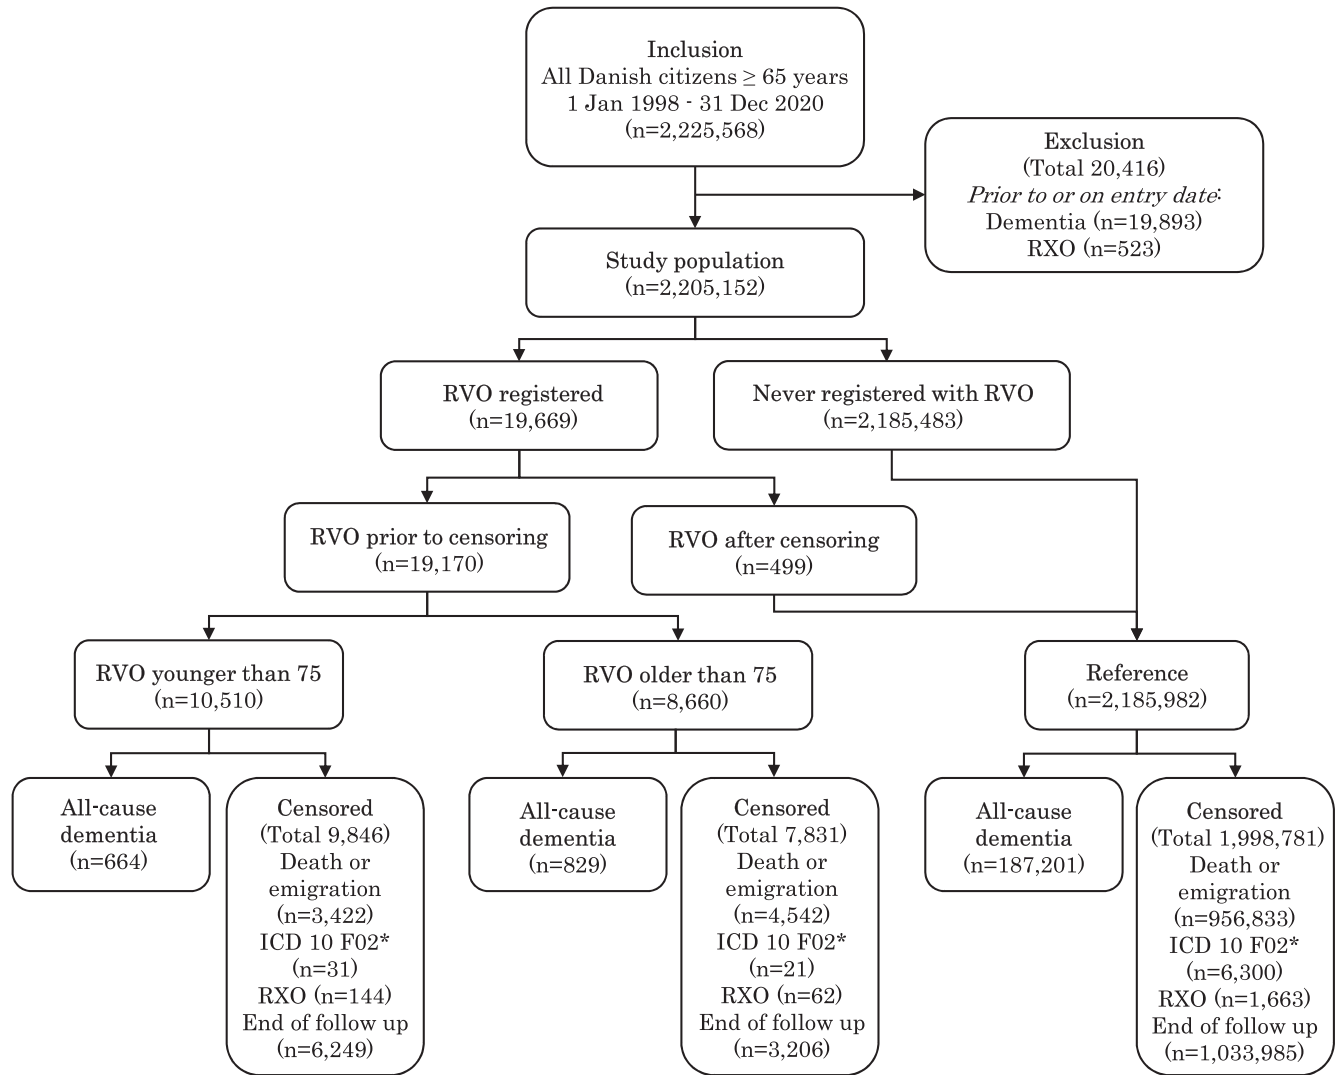 Inclusion
All Danish citizens ≥ 65 years
1 Jan 1998 - 31 Dec 2020
(n=2,225,568)
Exclusion
(Total 20,416)
Prior to or on entry date:
Dementia (n=19,893)
RXO (n=523)
Study population
(n=2,205,152)
RVO registered
(n=19,669)
Never registered with RVO
(n=2,185,483)
RVO prior to censoring
(n=19,170)
RVO after censoring
(n=499)
RVO younger than 75
(n=10,510)
RVO older than 75
(n=8,660)
Reference
(n=2,185,982)
All-cause
dementia
(n=664)
Censored
(Total 9,846)
Death or
emigration
(n=3,422)
ICD 10 F02*
(n=31)
RXO (n=144)
End of follow up
(n=6,249)
All-cause
dementia
(n=829)
Censored
(Total 7,831)
Death or
emigration
(n=4,542)
ICD 10 F02*
(n=21)
RXO (n=62)
End of follow up
(n=3,206)
All-cause
dementia
(n=187,201)
Censored
(Total 1,998,781)
Death or
emigration
(n=956,833)
ICD 10 F02*
(n=6,300)
RXO (n=1,663)
End of follow up
(n=1,033,985)